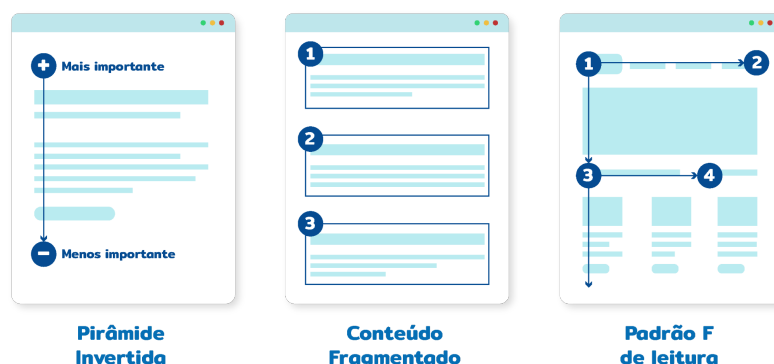 Mais importante
Menos importante
Pirâmide
Invertida
1
2
3
Conteúdo
Fragmentado
1
2
3
4
Padrão F
de leitura